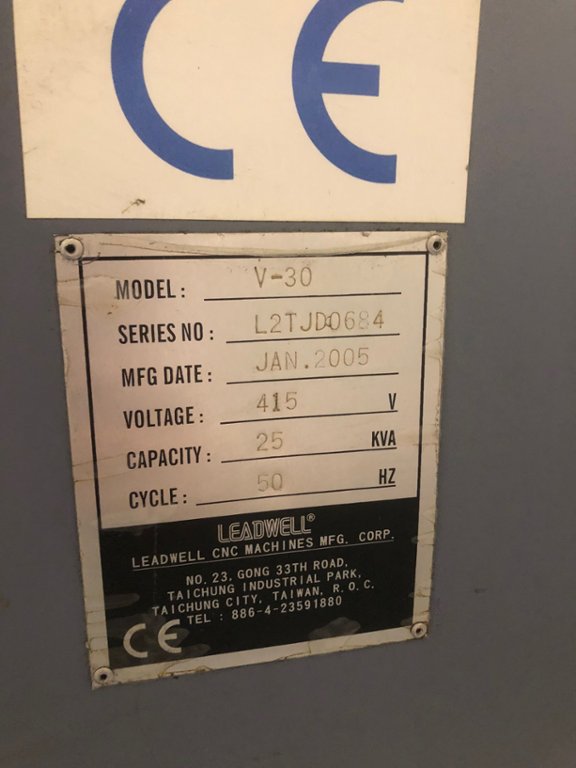 CE
MODEL: V-30
SERIES NO: L2TJD0684
MFG DATE: JAN.2005
VOLTAGE: 415 V
CAPACITY: 25 KVA
CYCLE: 50 HZ
LEADWELL®
LEADWELL CNC MACHINES MFG. CORP.
NO. 23, GONG 33TH ROAD,
TAICHUNG INDUSTRIAL PARK,
TAICHUNG CITY, TAIWAN, R.O.C.
TEL : 886-4-23591880
CE